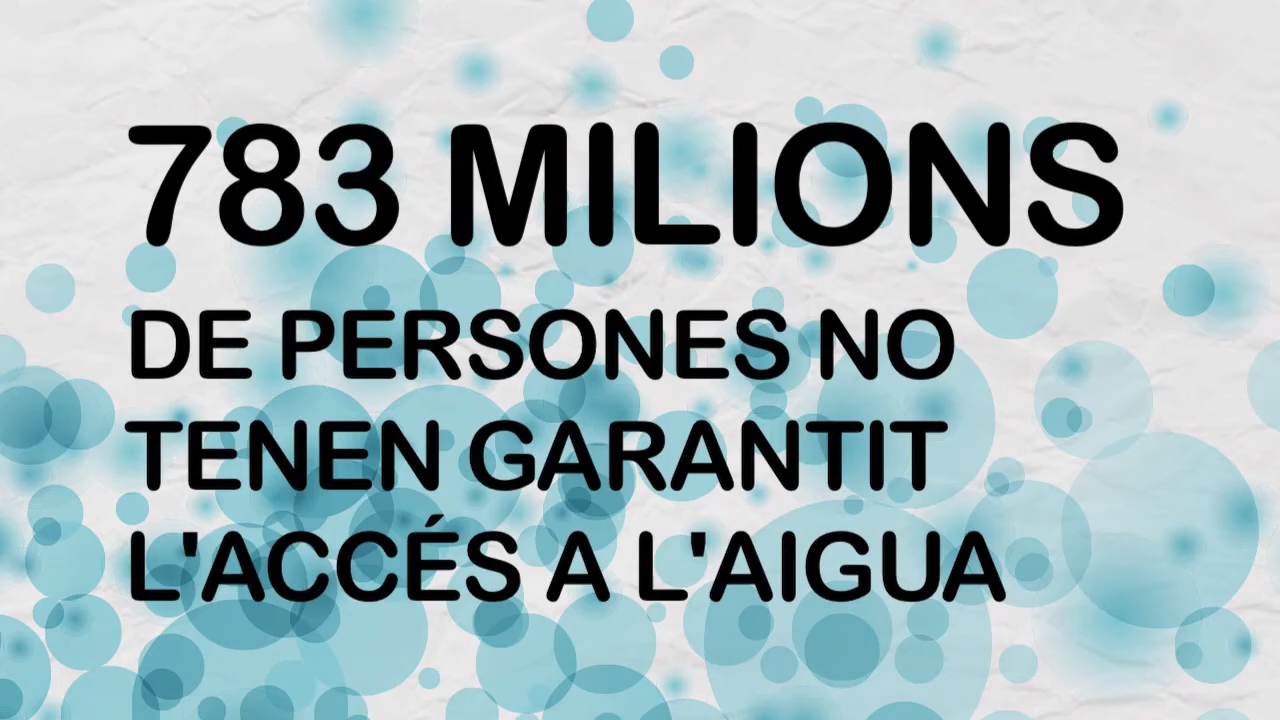 783 MILIONS
DE PERSONES NO
TENEN GARANTIT
L'ACCÉS A L'AIGUA